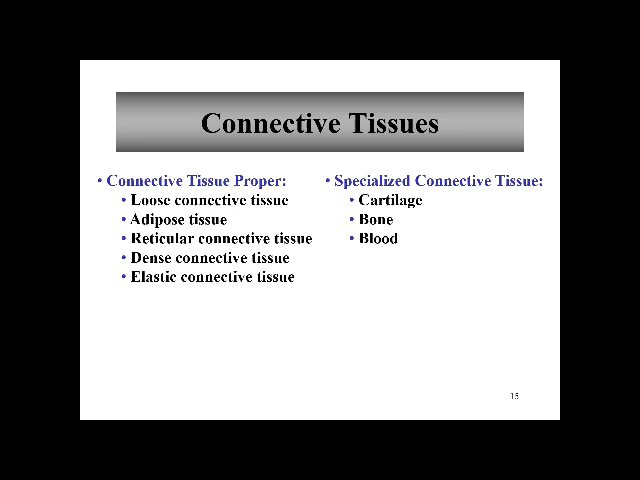 Connective Tissues
• Connective Tissue Proper:
• Loose connective tissue
• Adipose tissue
• Reticular connective tissue
• Dense connective tissue
• Elastic connective tissue
• Specialized Connective Tissue:
• Cartilage
• Bone
• Blood
15